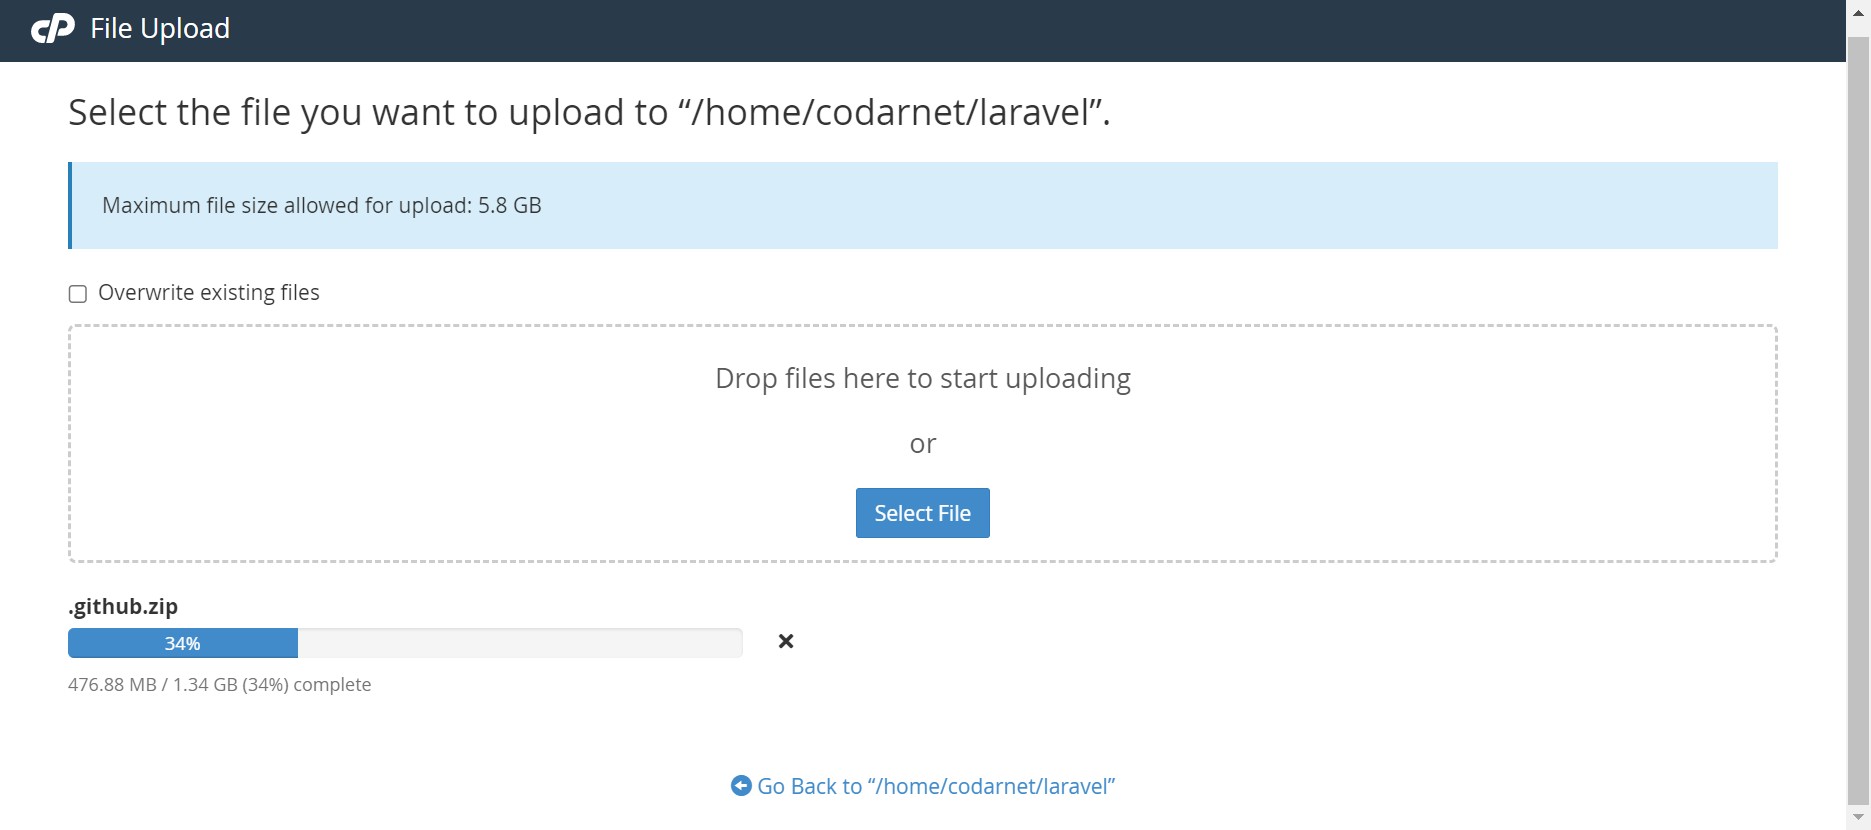 cP File Upload
Select the file you want to upload to “/home/codarnet/laravel”.
Maximum file size allowed for upload: 5.8 GB
Overwrite existing files
Drop files here to start uploading
or
Select File
.github.zip
34%
476.88 MB / 1.34 GB (34%) complete
Go Back to “/home/codarnet/laravel”